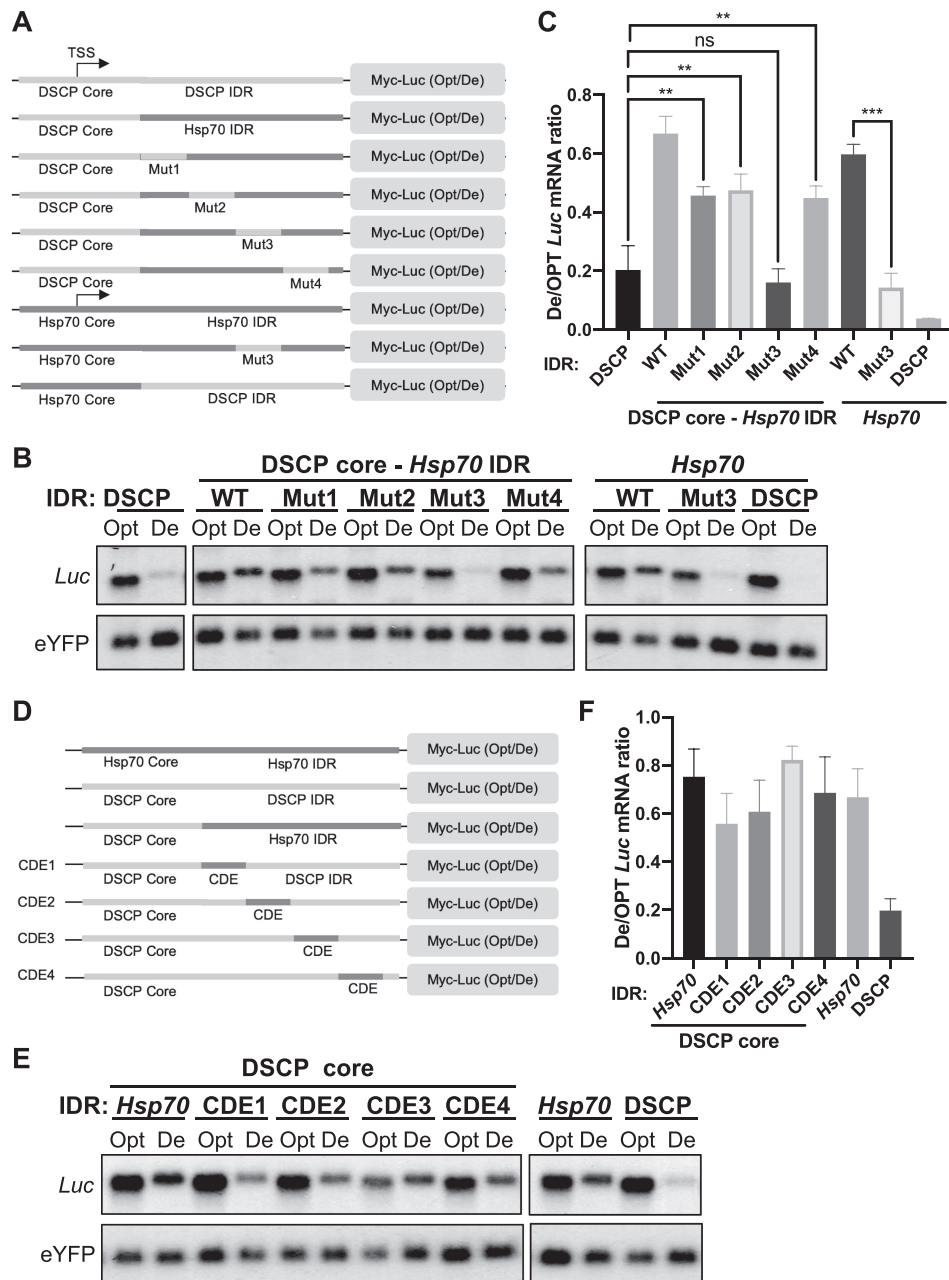 A
TSS
DSCP Core DSCP IDR Myc-Luc (Opt/De)
DSCP Core Hsp70 IDR Myc-Luc (Opt/De)
DSCP Core Mut1 Myc-Luc (Opt/De)
DSCP Core Mut2 Myc-Luc (Opt/De)
DSCP Core Mut3 Myc-Luc (Opt/De)
DSCP Core Mut4 Myc-Luc (Opt/De)
Hsp70 Core Hsp70 IDR Myc-Luc (Opt/De)
Hsp70 Core Mut3 Myc-Luc (Opt/De)
Hsp70 Core DSCP IDR Myc-Luc (Opt/De)
C
**
ns
**
**
***
De/OPT Luc mRNA ratio
0.8
0.6
0.4
0.2
0.0
IDR: DSCP WT Mut1 Mut2 Mut3 Mut4 WT Mut3 DSCP
DSCP core - Hsp70 IDR Hsp70
B
DSCP core - Hsp70 IDR Hsp70
IDR: DSCP WT Mut1 Mut2 Mut3 Mut4 WT Mut3 DSCP
Opt De Opt De Opt De Opt De Opt De Opt De Opt De Opt De Opt De
Luc
eYFP
D
Hsp70 Core Hsp70 IDR Myc-Luc (Opt/De)
DSCP Core DSCP IDR Myc-Luc (Opt/De)
DSCP Core Hsp70 IDR Myc-Luc (Opt/De)
CDE1 DSCP Core CDE DSCP IDR Myc-Luc (Opt/De)
CDE2 DSCP Core CDE Myc-Luc (Opt/De)
CDE3 DSCP Core CDE Myc-Luc (Opt/De)
CDE4 DSCP Core CDE Myc-Luc (Opt/De)
F
De/OPT Luc mRNA ratio
1.0
0.8
0.6
0.4
0.2
0
IDR: Hsp70 CDE1 CDE2 CDE3 CDE4 Hsp70 DSCP
DSCP core
E
DSCP core
IDR: Hsp70 CDE1 CDE2 CDE3 CDE4 Hsp70 DSCP
Opt De Opt De Opt De Opt De Opt De Opt De Opt De
Luc
eYFP